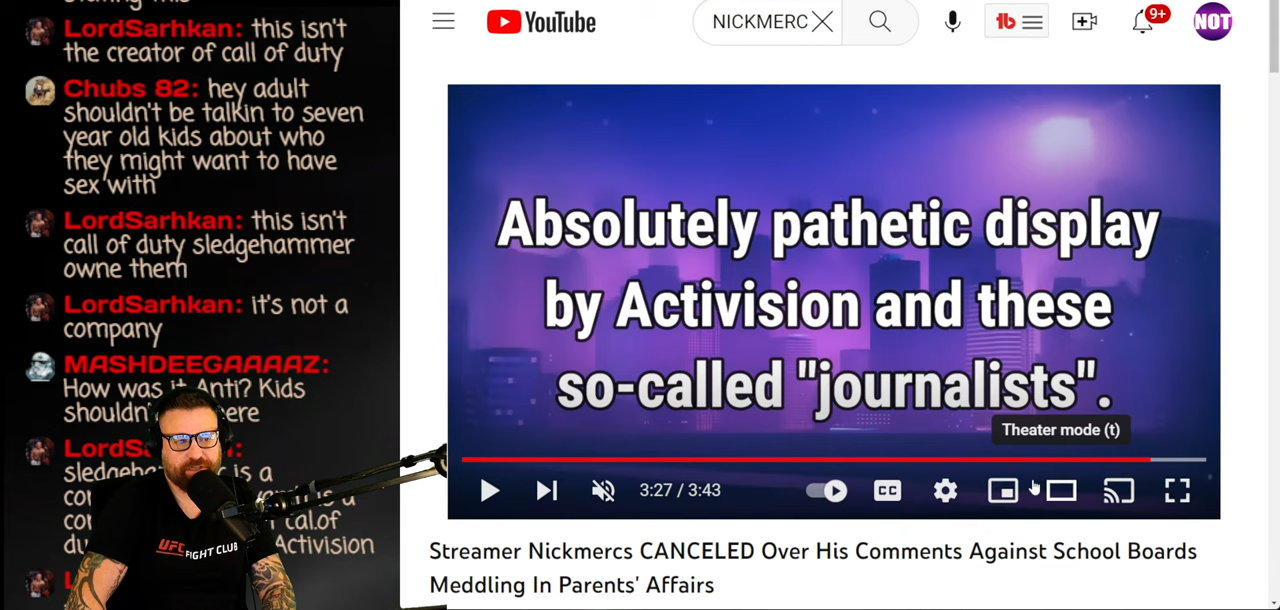 LordSarhkan: this isn't
the creator of call of duty
Chubs 82: hey adult
shouldn't be talkin to seven
year old kids about who
they might want to have
sex with
LordSarhkan: this isn't
call of duty sledgehammer
owne them
LordSarhkan: it's not a
company
MASHDEEGAAAAZ:
How was it Anti? Kids
is a
Activision
UFC
FIGHT CLUB
YouTube
NICKMERC
9+
NOT
Absolutely pathetic display
by Activision and these
so-called "journalists".
Theater mode (t)
3:27 / 3:43
CC
Streamer Nickmercs CANCELED Over His Comments Against School Boards
Meddling In Parents' Affairs